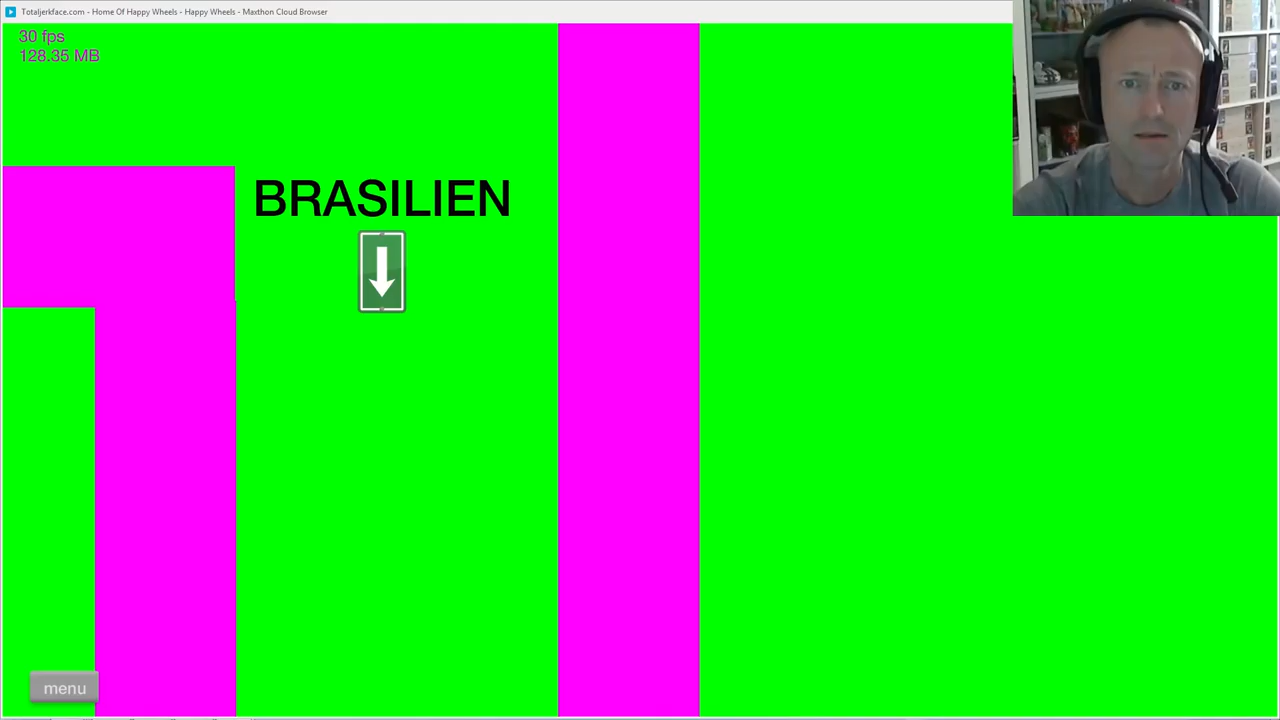 Totaljerkface.com - Home Of Happy Wheels - Happy Wheels - Maxthon Cloud Browser
30 fps
128.35 MB
BRASILIEN
menu